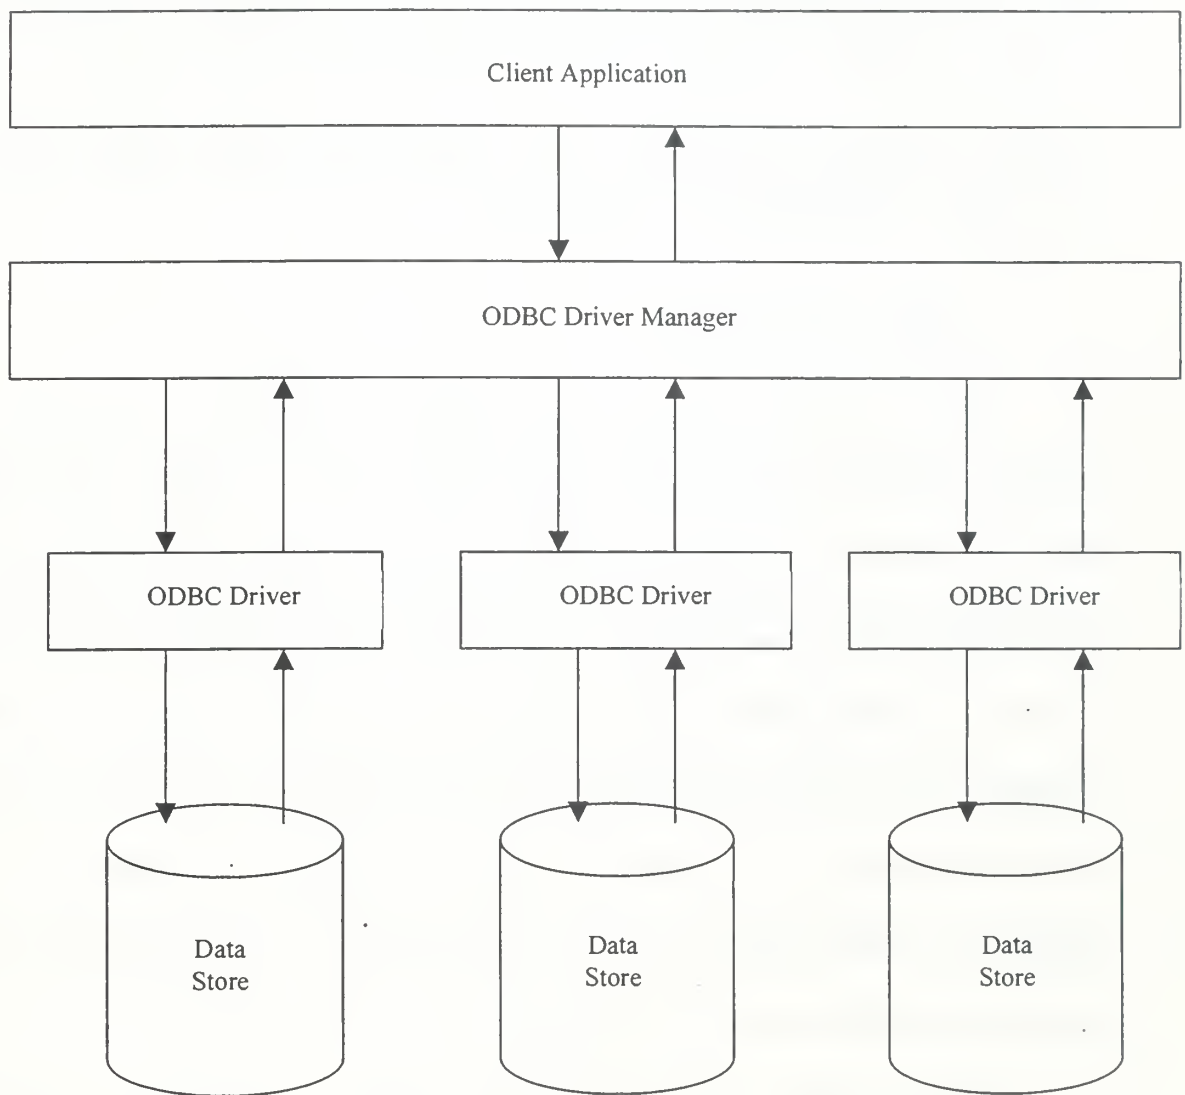 Client Application
ODBC Driver Manager
ODBC Driver
ODBC Driver
ODBC Driver
Data
Store
Data
Store
Data
Store